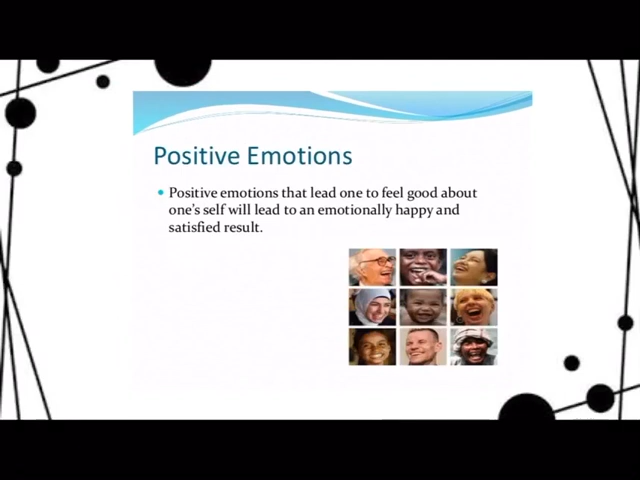 Positive Emotions
Positive emotions that lead one to feel good about
one's self will lead to an emotionally happy and
satisfied result.